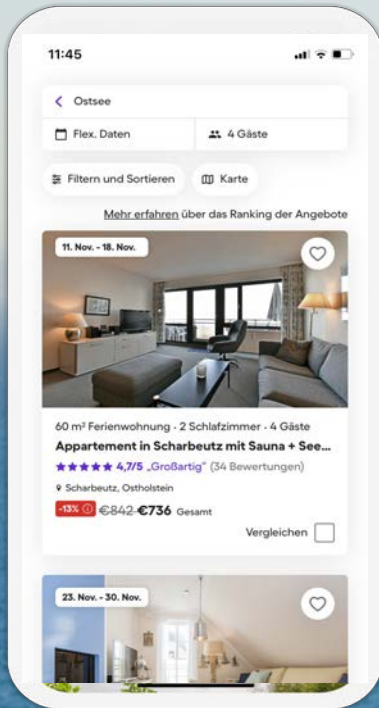 11:45
Ostsee
Flex. Daten
4 Gäste
Filtern und Sortieren
Karte
Mehr erfahren über das Ranking der Angebote
11. Nov. - 18. Nov.
60 m² Ferienwohnung · 2 Schlafzimmer · 4 Gäste
Appartement in Scharbeutz mit Sauna + See...
4,7/5 „Großartig“ (34 Bewertungen)
Scharbeutz, Ostholstein
-13% €842 €736 Gesamt
Vergleichen
23. Nov. - 30. Nov.